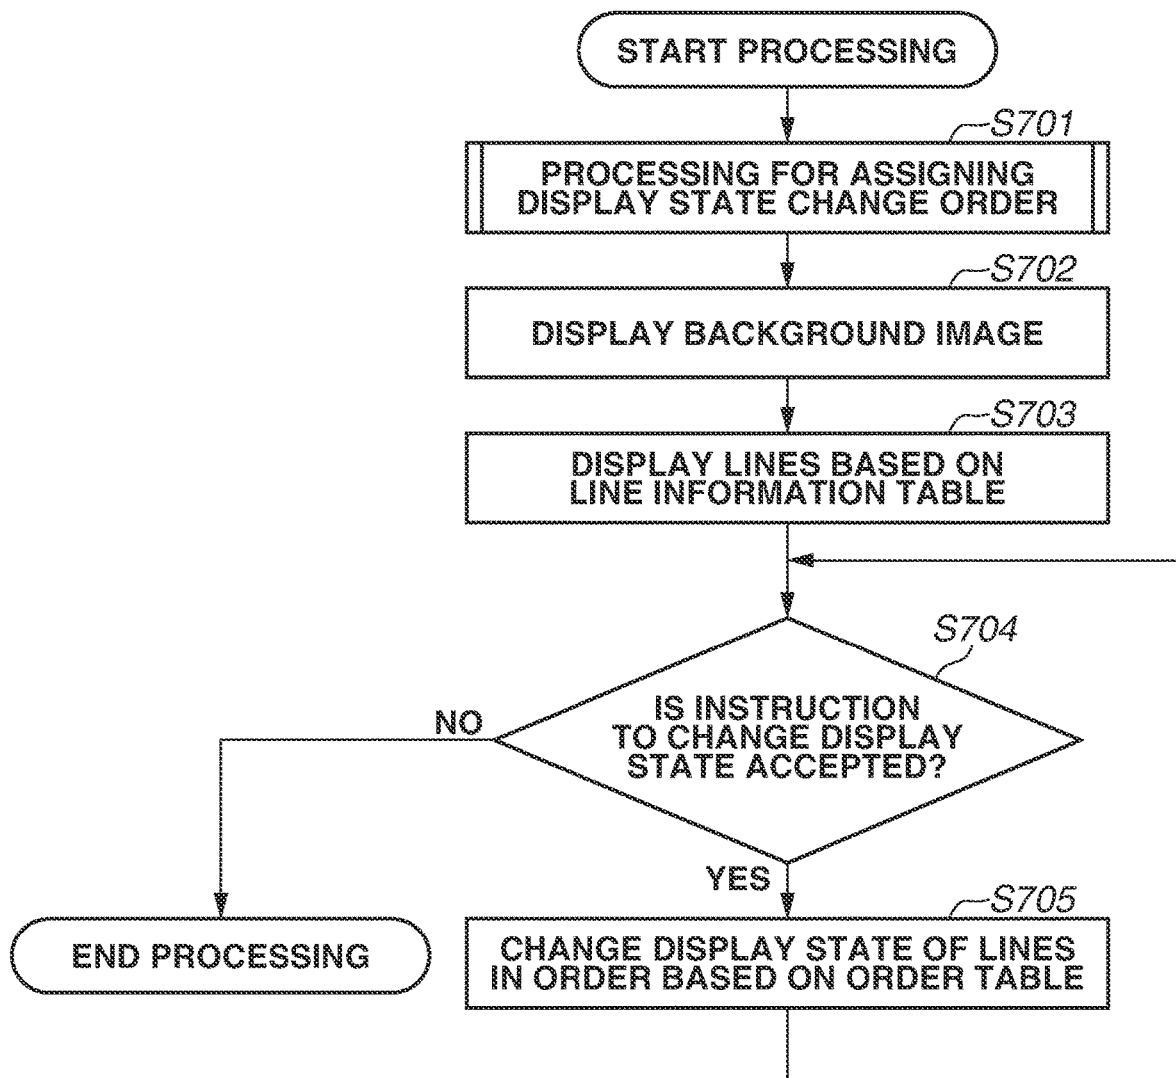 START PROCESSING
S701
PROCESSING FOR ASSIGNING
DISPLAY STATE CHANGE ORDER
S702
DISPLAY BACKGROUND IMAGE
S703
DISPLAY LINES BASED ON
LINE INFORMATION TABLE
S704
IS INSTRUCTION
TO CHANGE DISPLAY
STATE ACCEPTED?
NO
YES
S705
END PROCESSING
CHANGE DISPLAY STATE OF LINES
IN ORDER BASED ON ORDER TABLE